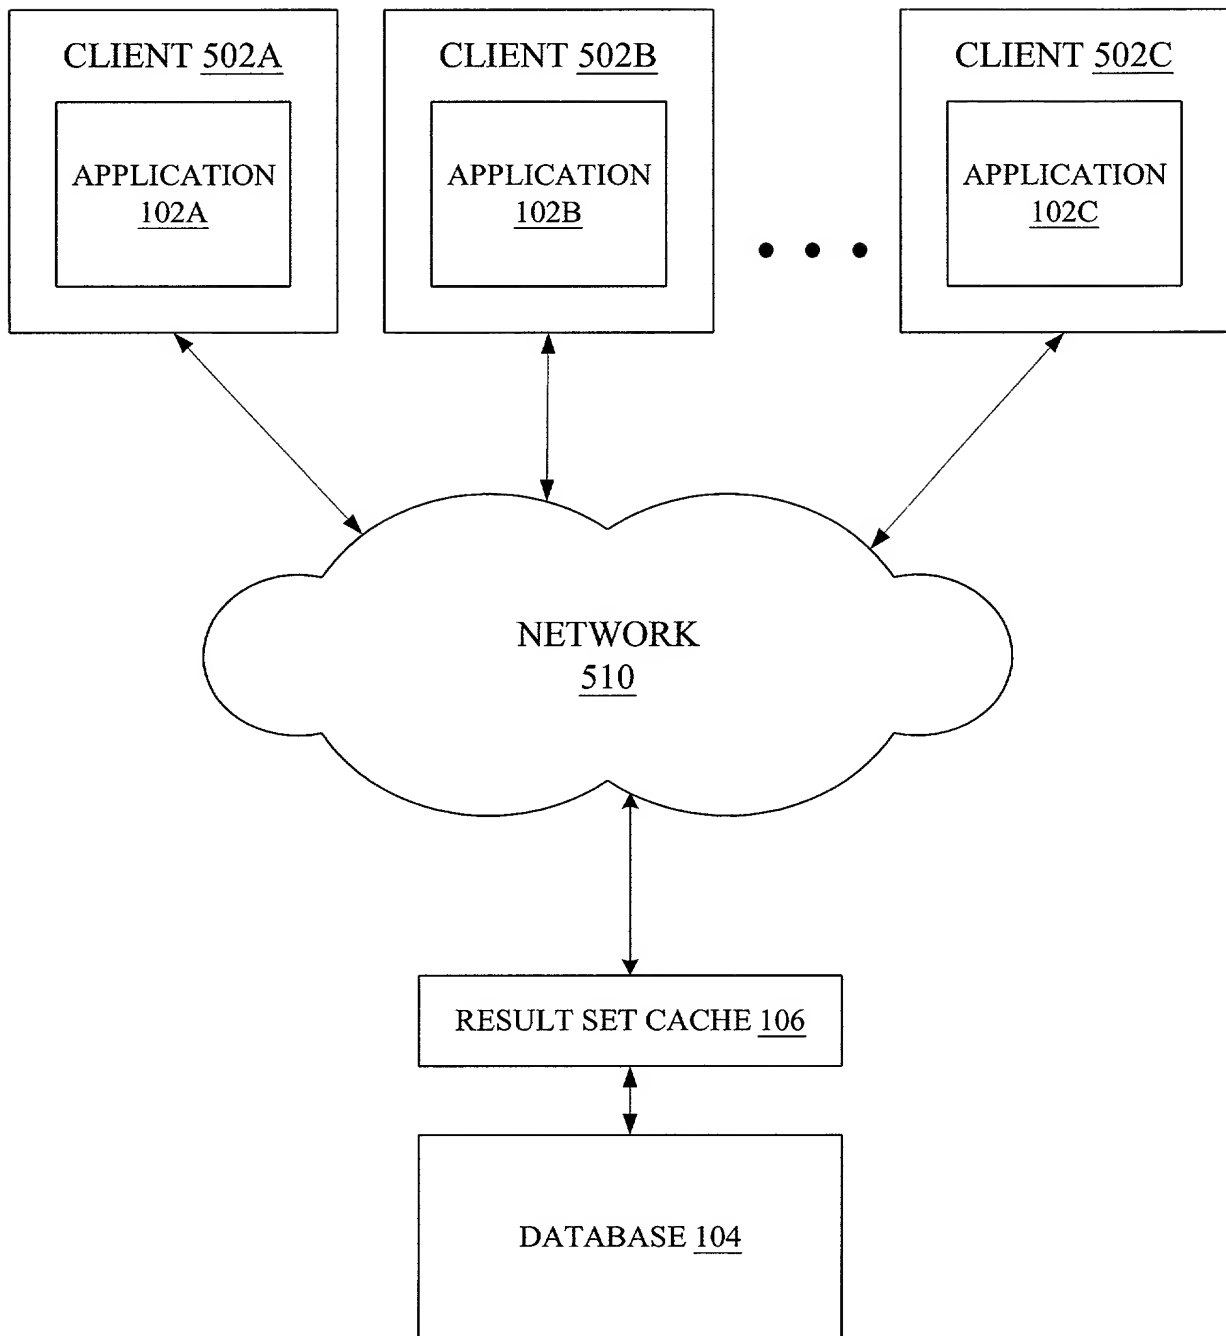 CLIENT 502A
CLIENT 502B
CLIENT 502C
APPLICATION
102A
APPLICATION
102B
APPLICATION
102C
NETWORK
510
RESULT SET CACHE 106
DATABASE 104